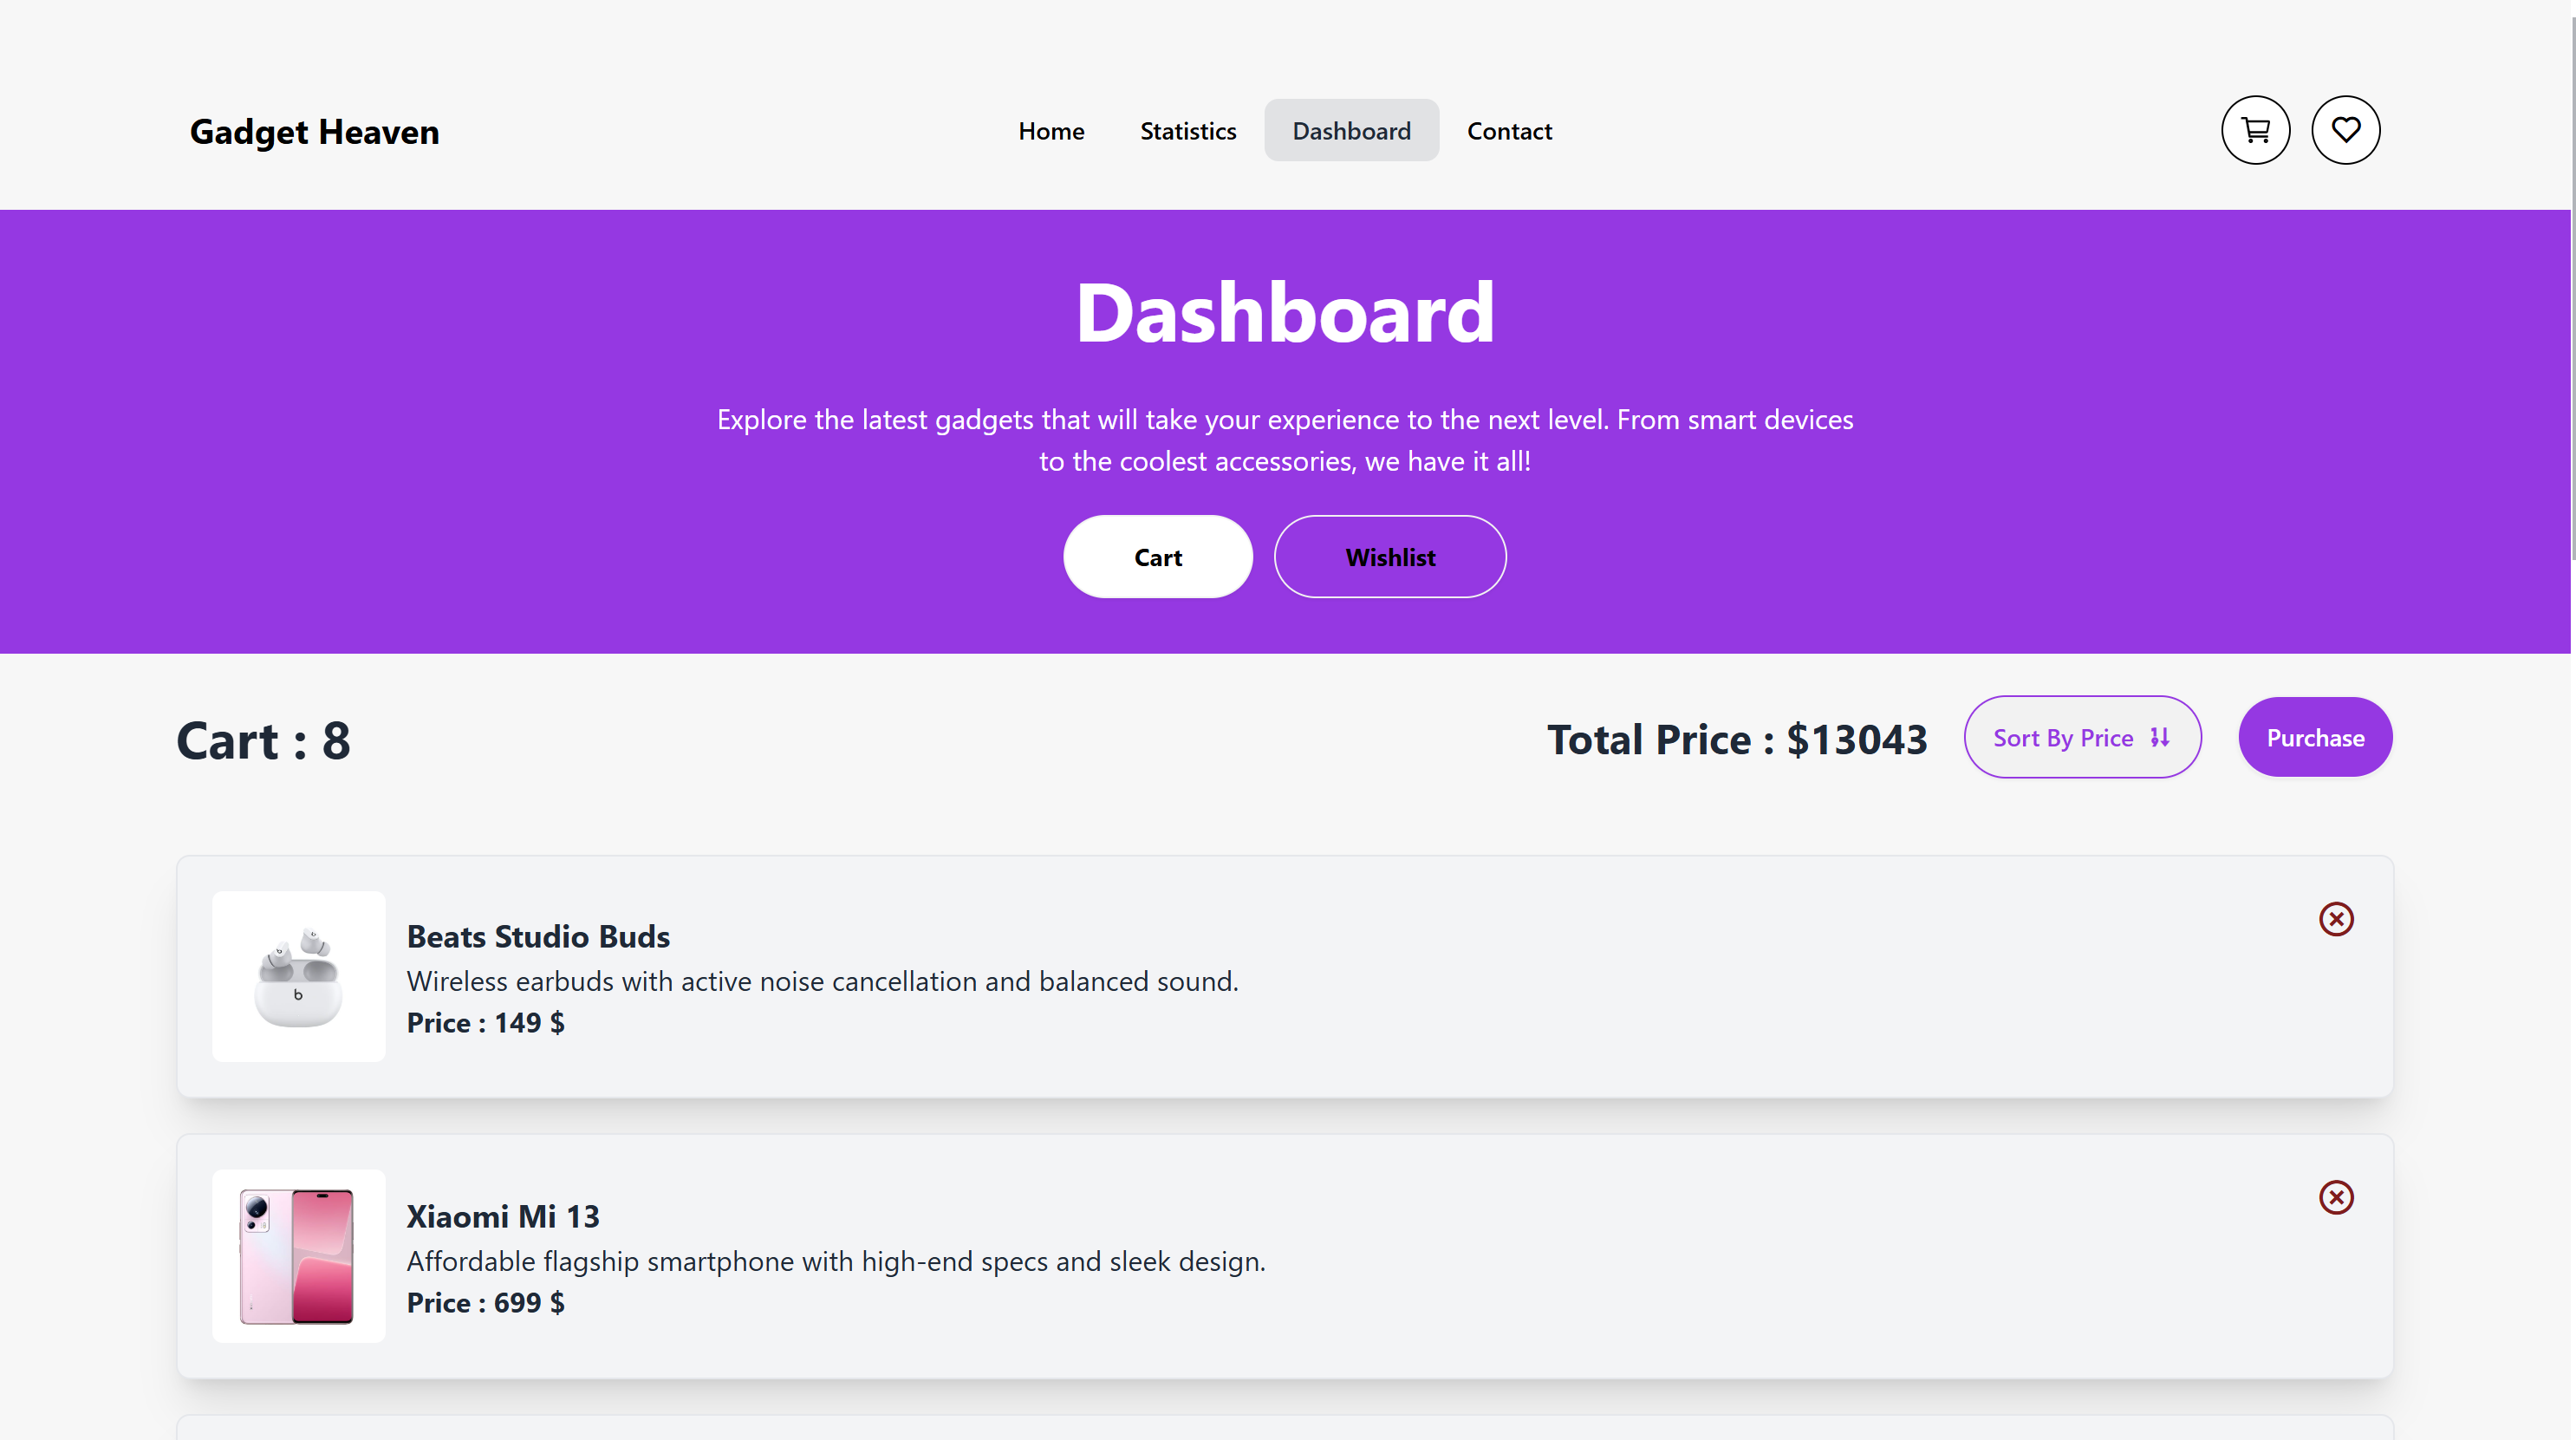 Gadget Heaven
Home
Statistics
Dashboard
Contact
Dashboard
Explore the latest gadgets that will take your experience to the next level. From smart devices
to the coolest accessories, we have it all!
Cart
Wishlist
Cart : 8
Total Price : $13043
Sort By Price
Purchase
Beats Studio Buds
Wireless earbuds with active noise cancellation and balanced sound.
Price : 149 $
Xiaomi Mi 13
Affordable flagship smartphone with high-end specs and sleek design.
Price : 699 $